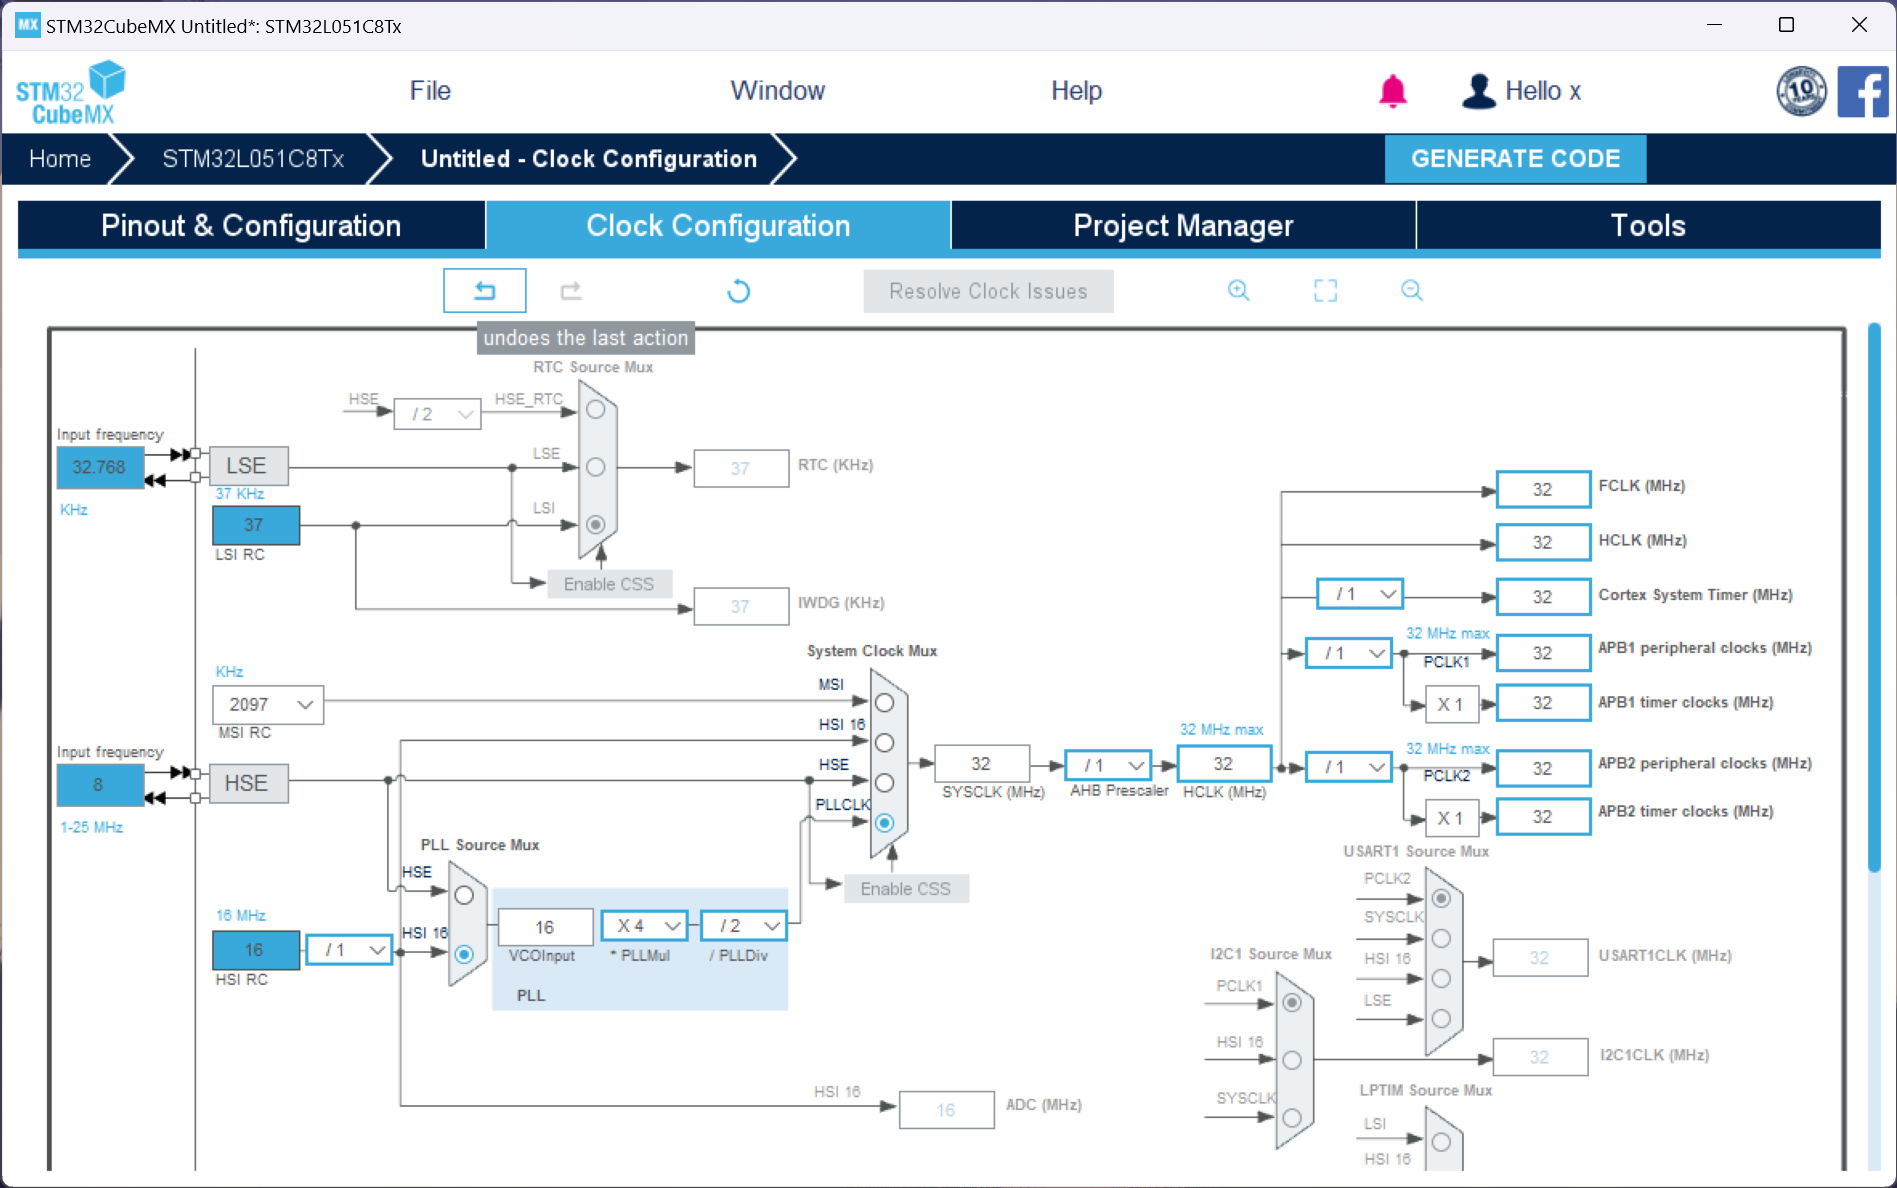 MX STM32CubeMX Untitled*: STM32L051C8Tx
STM32
CubeMX
File
Window
Help
Hello x
10
Home
STM32L051C8Tx
Untitled - Clock Configuration
GENERATE CODE
Pinout & Configuration
Clock Configuration
Project Manager
Tools
Resolve Clock Issues
undoes the last action
RTC Source Mux
HSE
/ 2
HSE_RTC
Input frequency
32.768
KHz
LSE
LSE
37
RTC (KHz)
37 KHz
37
LSI RC
LSI
Enable CSS
37
IWDG (KHz)
32
FCLK (MHz)
32
HCLK (MHz)
/ 1
32
Cortex System Timer (MHz)
32 MHz max
/ 1
PCLK1
32
APB1 peripheral clocks (MHz)
X 1
32
APB1 timer clocks (MHz)
System Clock Mux
KHz
2097
MSI RC
MSI
HSI 16
HSE
PLLCLK
Input frequency
8
1-25 MHz
HSE
32
SYSCLK (MHz)
/ 1
AHB Prescaler
32 MHz max
32
HCLK (MHz)
/ 1
32 MHz max
PCLK2
32
APB2 peripheral clocks (MHz)
X 1
32
APB2 timer clocks (MHz)
Enable CSS
PLL Source Mux
HSE
HSI 16
16 MHz
16
HSI RC
/ 1
16
VCOInput
X 4
* PLLMul
/ 2
/ PLLDiv
PLL
HSI 16
16
ADC (MHz)
USART1 Source Mux
PCLK2
SYSCLK
HSI 16
LSE
32
USART1CLK (MHz)
I2C1 Source Mux
PCLK1
HSI 16
SYSCLK
32
I2C1CLK (MHz)
LPTIM Source Mux
LSI
HSI 16